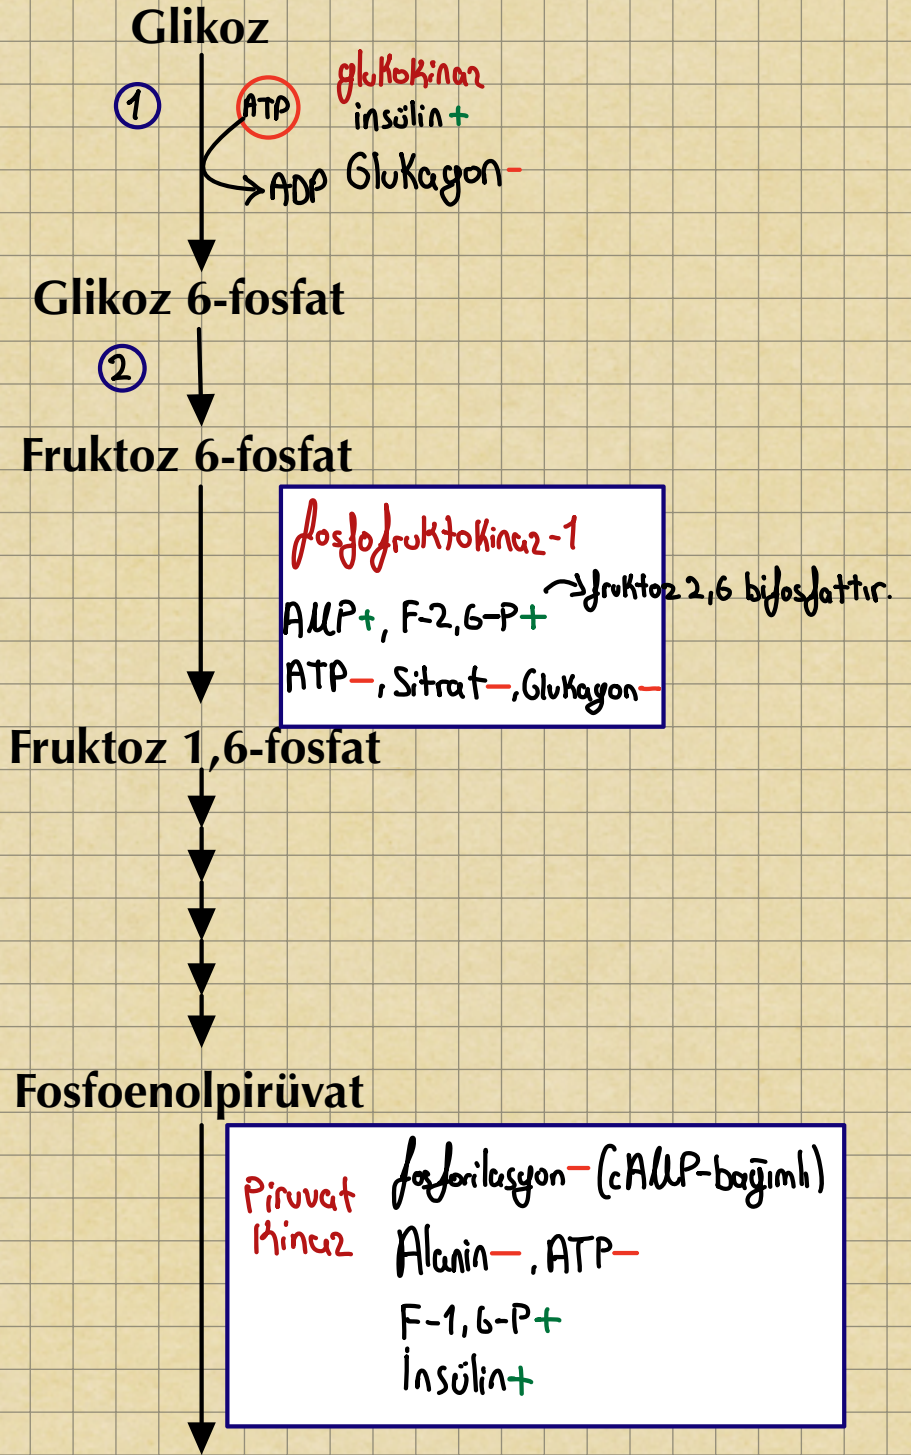 Glikoz
1
ATP
ADP
glukokinaz
insülin +
Glukagon -
Glikoz 6-fosfat
2
Fruktoz 6-fosfat
fosfofruktokinaz-1
AMP+, F-2,6-P+
fruktoz 2,6 bifosfattır.
ATP-, Sitrat-, Glukagon-
Fruktoz 1,6-fosfat
Fosfoenolpirüvat
Piruvat
Kinaz
fosforilasyon- (cAMP-bağımlı)
Alanin-, ATP-
F-1,6-P+
İnsülin+